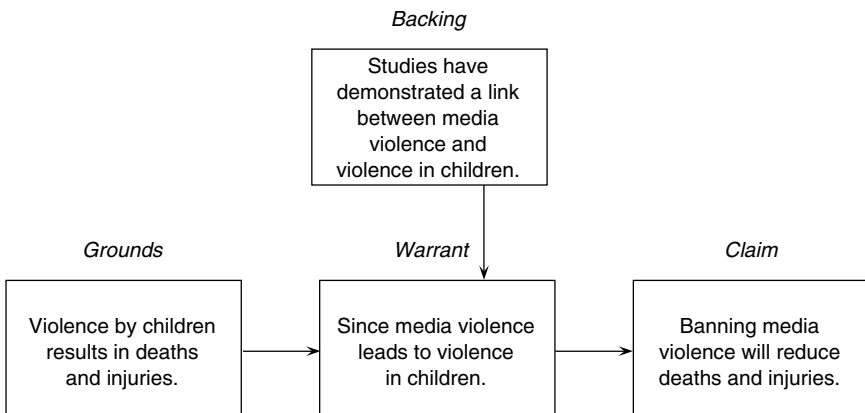 Backing
Studies have
demonstrated a link
between media
violence and
violence in children.
Grounds
Warrant
Claim
Violence by children
results in deaths
and injuries.
Since media violence
leads to violence
in children.
Banning media
violence will reduce
deaths and injuries.